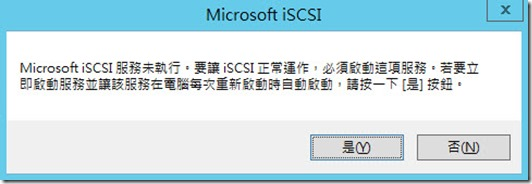 Microsoft iSCSI
x
Microsoft iSCSI 服務未執行。要讓 iSCSI 正常運作，必須啟動這項服務。若要立
即啟動服務並讓該服務在電腦每次重新啟動時自動啟動，請按一下 [是] 按鈕。
是(Y) 否(N)